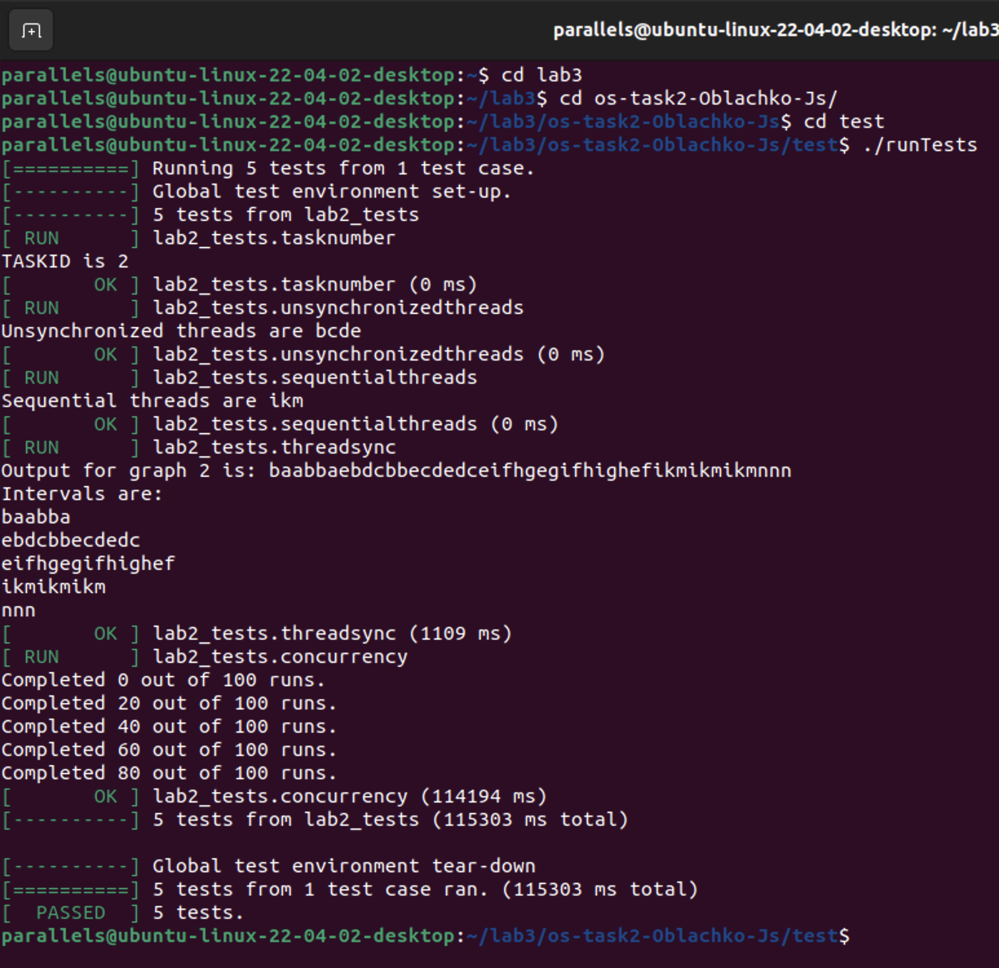 parallels@ubuntu-linux-22-04-02-desktop: ~/lab3
parallels@ubuntu-linux-22-04-02-desktop:~$ cd lab3
parallels@ubuntu-linux-22-04-02-desktop:~/lab3$ cd os-task2-Oblachko-Js/
parallels@ubuntu-linux-22-04-02-desktop:~/lab3/os-task2-Oblachko-Js$ cd test
parallels@ubuntu-linux-22-04-02-desktop:~/lab3/os-task2-Oblachko-Js/test$ ./runTests
[==========] Running 5 tests from 1 test case.
[----------] Global test environment set-up.
[----------] 5 tests from lab2_tests
[ RUN      ] lab2_tests.tasknumber
TASKID is 2
[       OK ] lab2_tests.tasknumber (0 ms)
[ RUN      ] lab2_tests.unsynchronizedthreads
Unsynchronized threads are bcde
[       OK ] lab2_tests.unsynchronizedthreads (0 ms)
[ RUN      ] lab2_tests.sequentialthreads
Sequential threads are ikm
[       OK ] lab2_tests.sequentialthreads (0 ms)
[ RUN      ] lab2_tests.threadsync
Output for graph 2 is: baabbaebdcbbecdedceifhgegifhighefikmikmikmnnn
Intervals are:
baabba
ebdcbbecdedc
eifhgegifhighef
ikmikmikm
nnn
[       OK ] lab2_tests.threadsync (1109 ms)
[ RUN      ] lab2_tests.concurrency
Completed 0 out of 100 runs.
Completed 20 out of 100 runs.
Completed 40 out of 100 runs.
Completed 60 out of 100 runs.
Completed 80 out of 100 runs.
[       OK ] lab2_tests.concurrency (114194 ms)
[----------] 5 tests from lab2_tests (115303 ms total)
[----------] Global test environment tear-down
[==========] 5 tests from 1 test case ran. (115303 ms total)
[  PASSED  ] 5 tests.
parallels@ubuntu-linux-22-04-02-desktop:~/lab3/os-task2-Oblachko-Js/test$